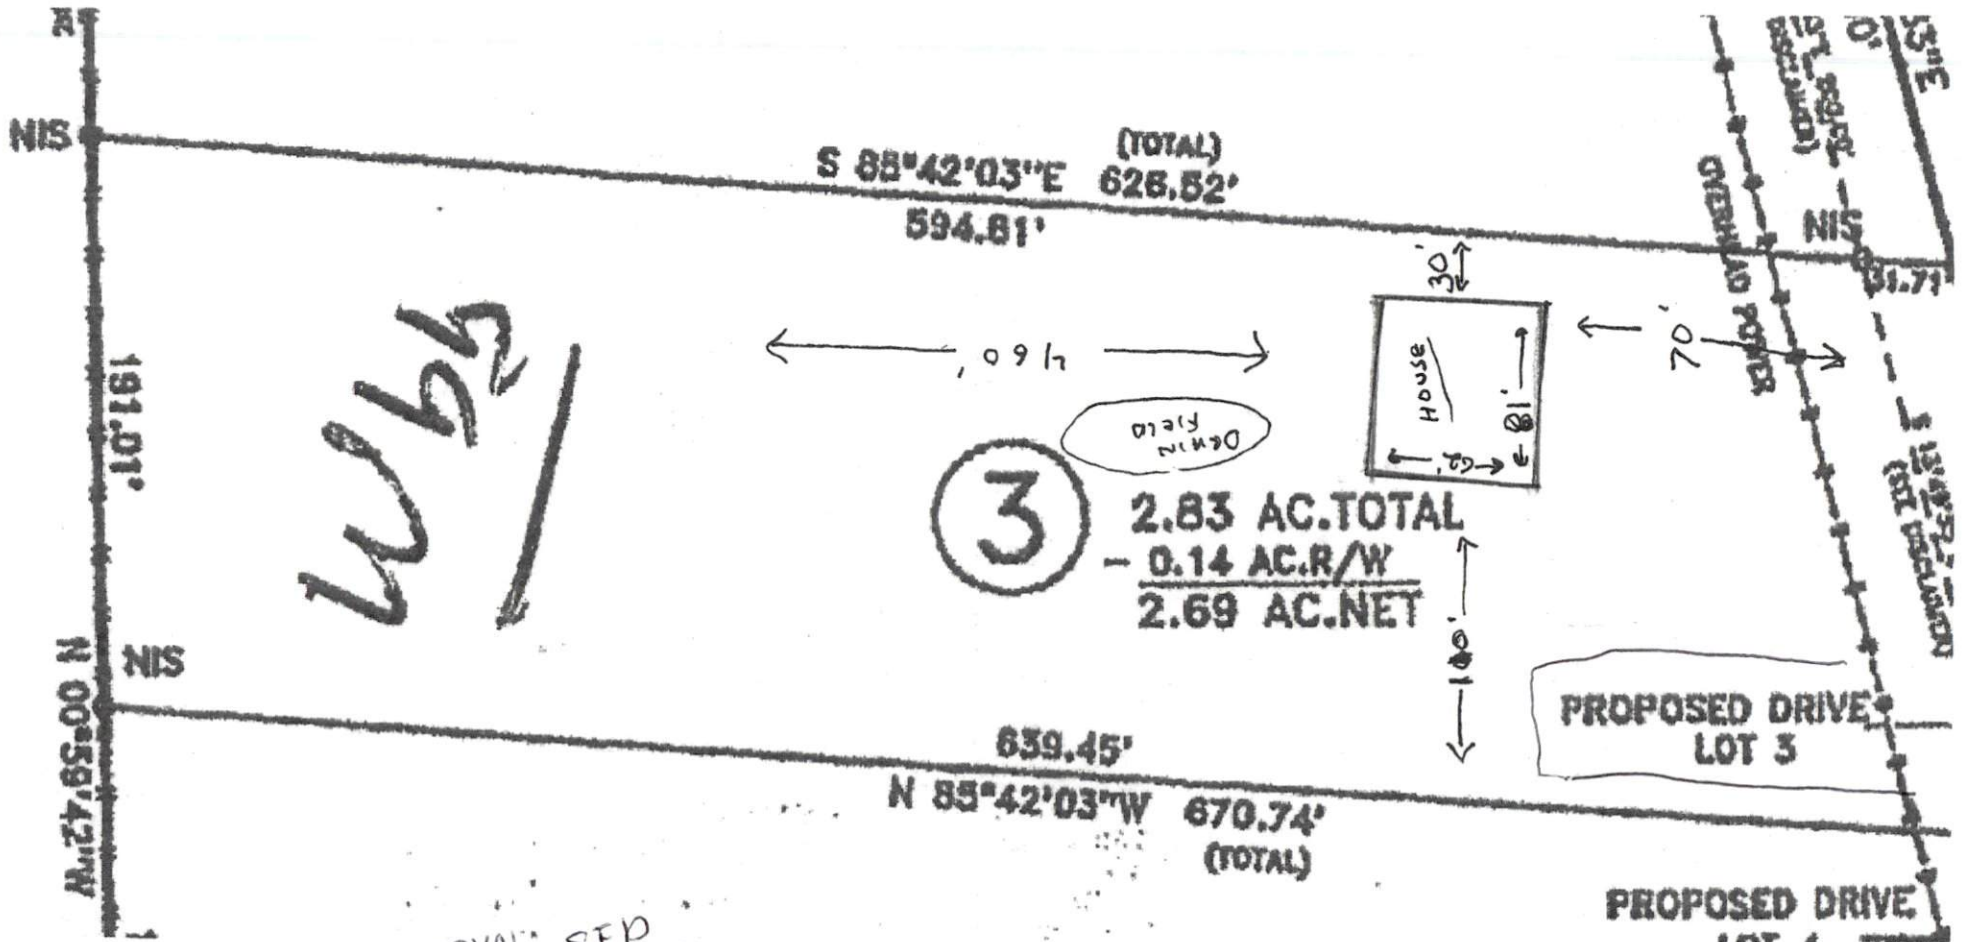 NIS
(TOTAL)
S 85°42'03"E 626.52'
594.81'
NIS
31.71
OVERHEAD POWER
30'
460'
70'
HOUSE
81'
62'
DRAIN
FIELD
191.01'
3
2.83 AC.TOTAL
- 0.14 AC.R/W
2.69 AC.NET
100'
NIS
N 00°59'42"W
PROPOSED DRIVE
LOT 3
639.45'
N 85°42'03"W 670.74'
(TOTAL)
PROPOSED DRIVE